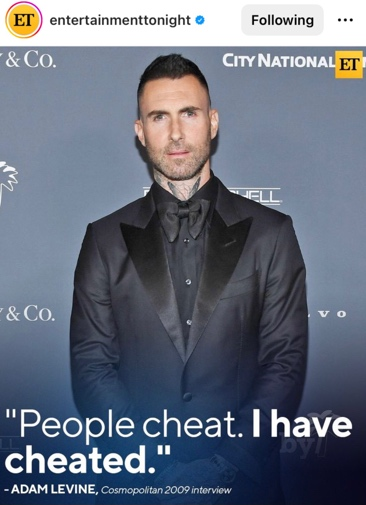 ET
entertainmenttonight
Following
Y & CO.
CITY NATIONAL
ET
Y & CO.
V O
"People cheat. I have
cheated."
- ADAM LEVINE, Cosmopolitan 2009 interview